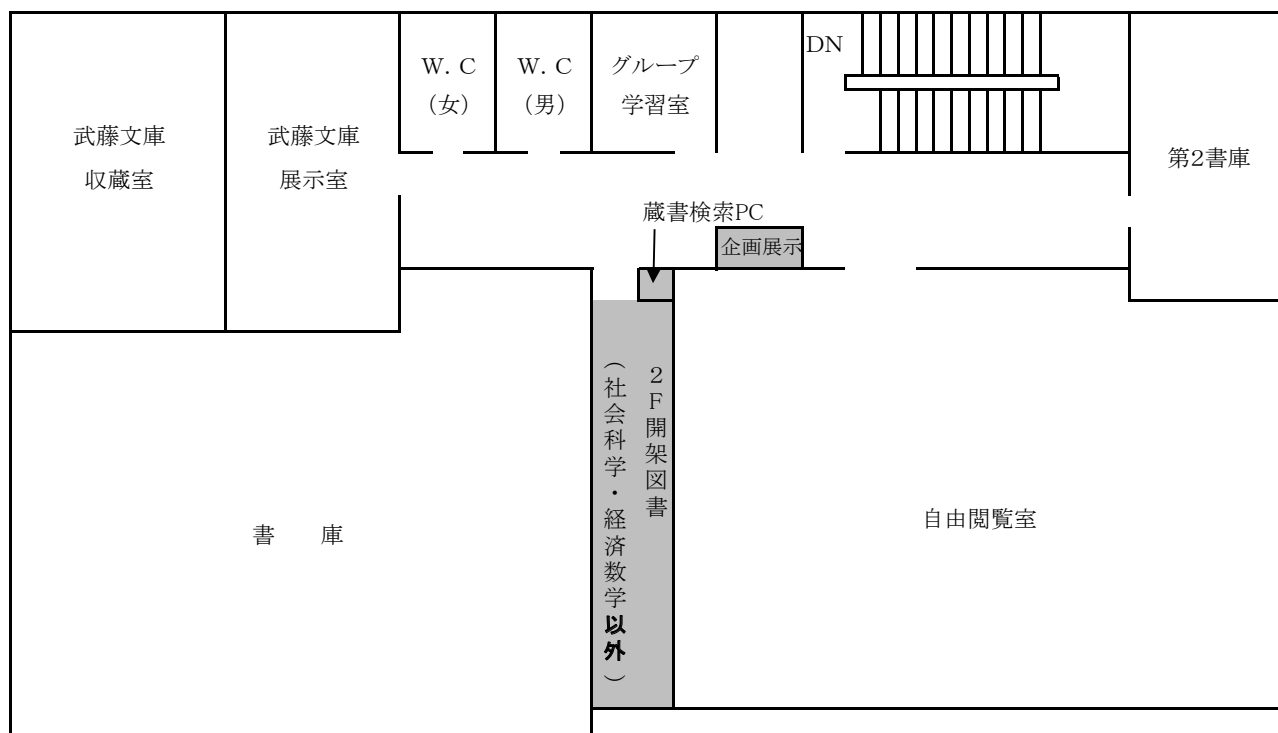 武藤文庫
収蔵室
武藤文庫
展示室
W. C
（女）
W. C
（男）
グループ
学習室
DN
第2書庫
蔵書検索PC
企画展示
2F開架図書
（社会科学・経済数学以外）
書　庫
自由閲覧室